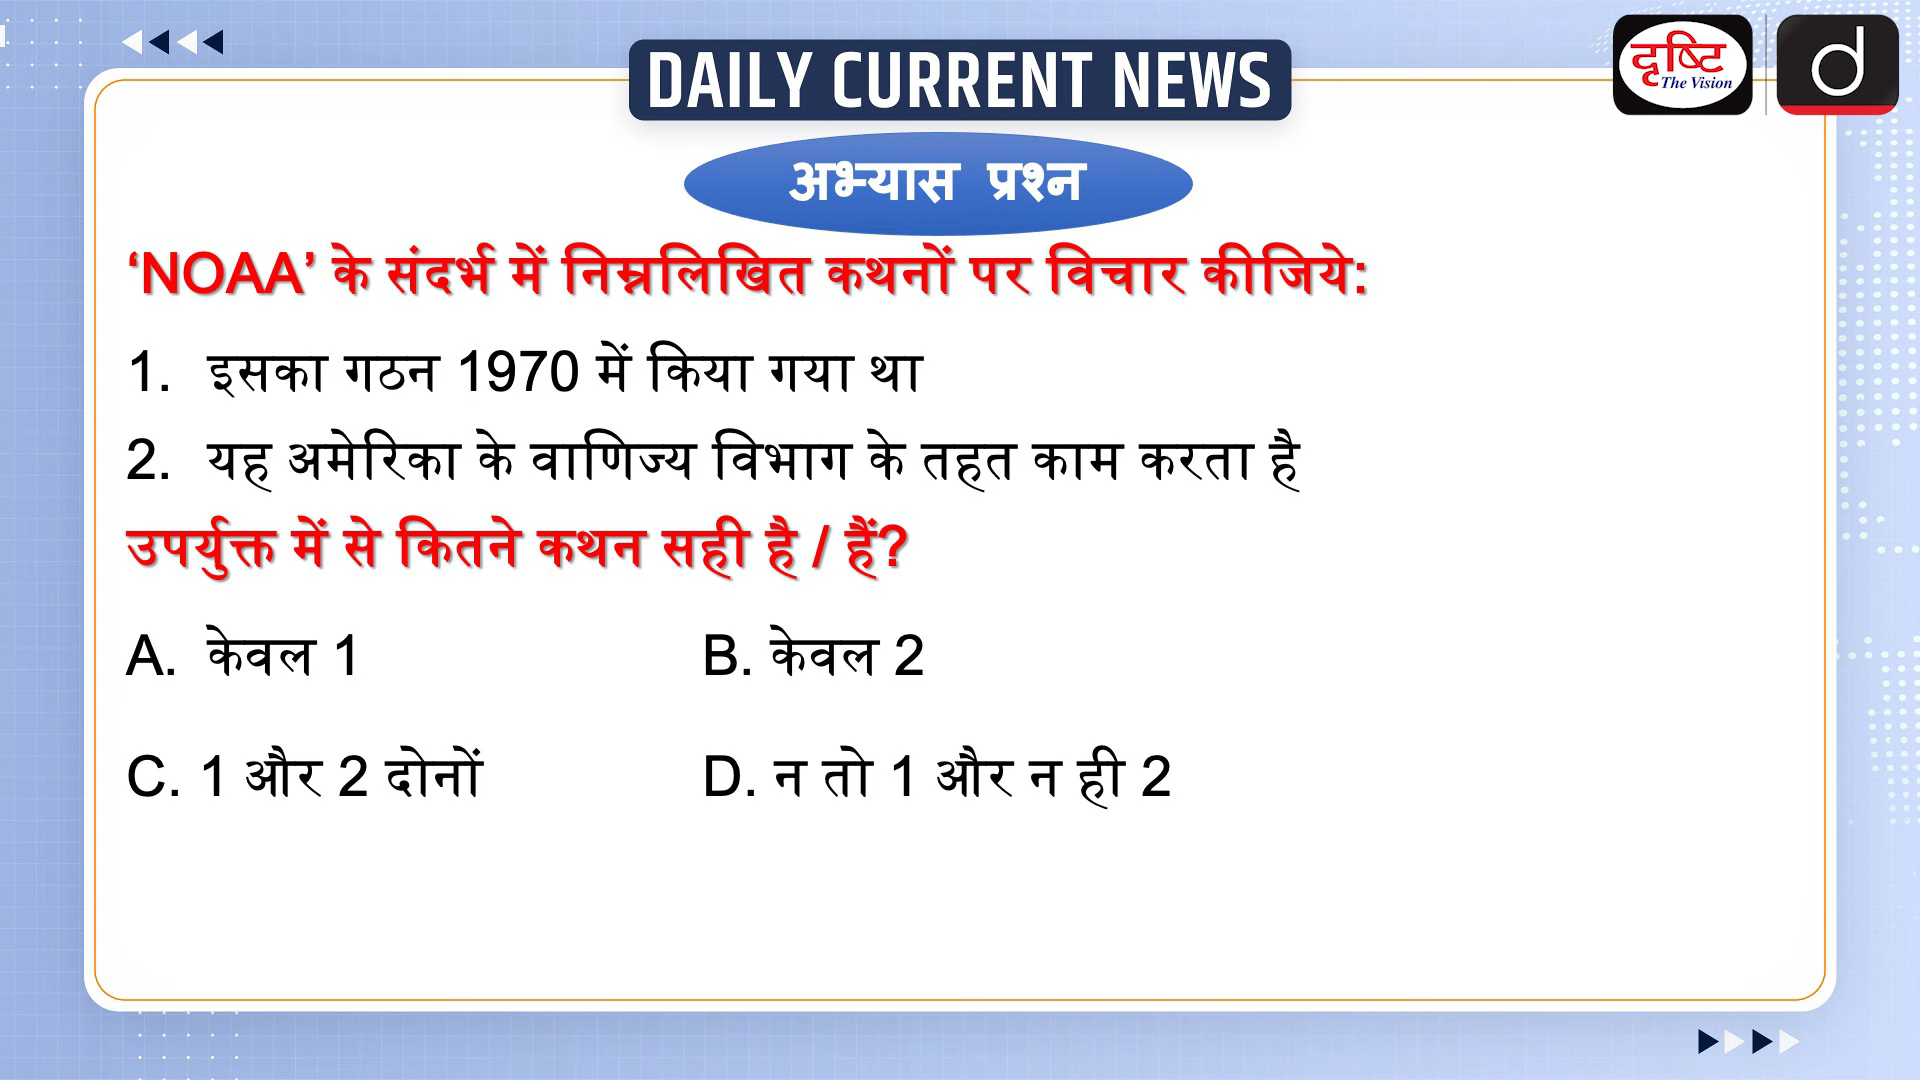 DAILY CURRENT NEWS
दृष्टि
The Vision
d
अभ्यास प्रश्न
‘NOAA’ के संदर्भ में निम्नलिखित कथनों पर विचार कीजिये:
1. इसका गठन 1970 में किया गया था
2. यह अमेरिका के वाणिज्य विभाग के तहत काम करता है
उपर्युक्त में से कितने कथन सही है / हैं?
A. केवल 1 B. केवल 2
C. 1 और 2 दोनों D. न तो 1 और न ही 2